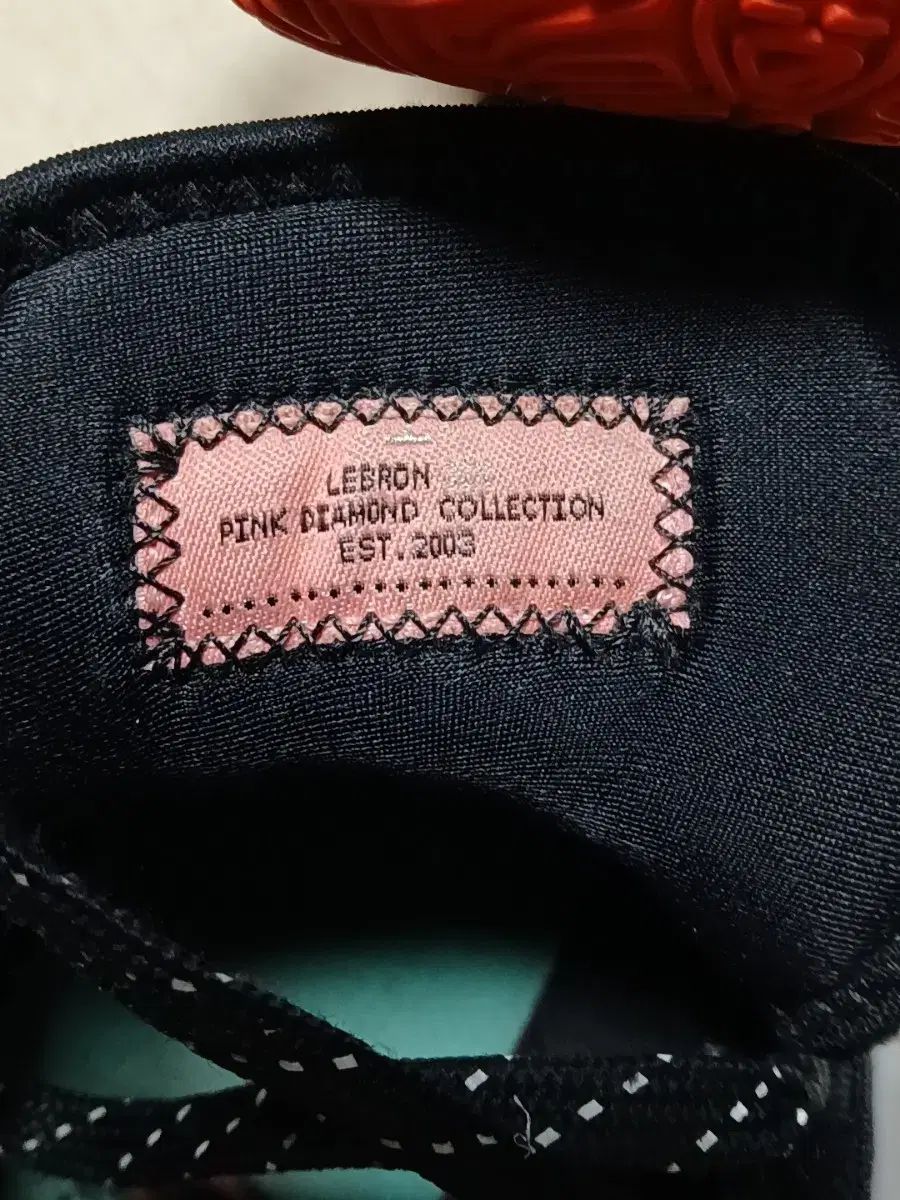 LEBRON
PINK DIAMOND COLLECTION
EST.2003